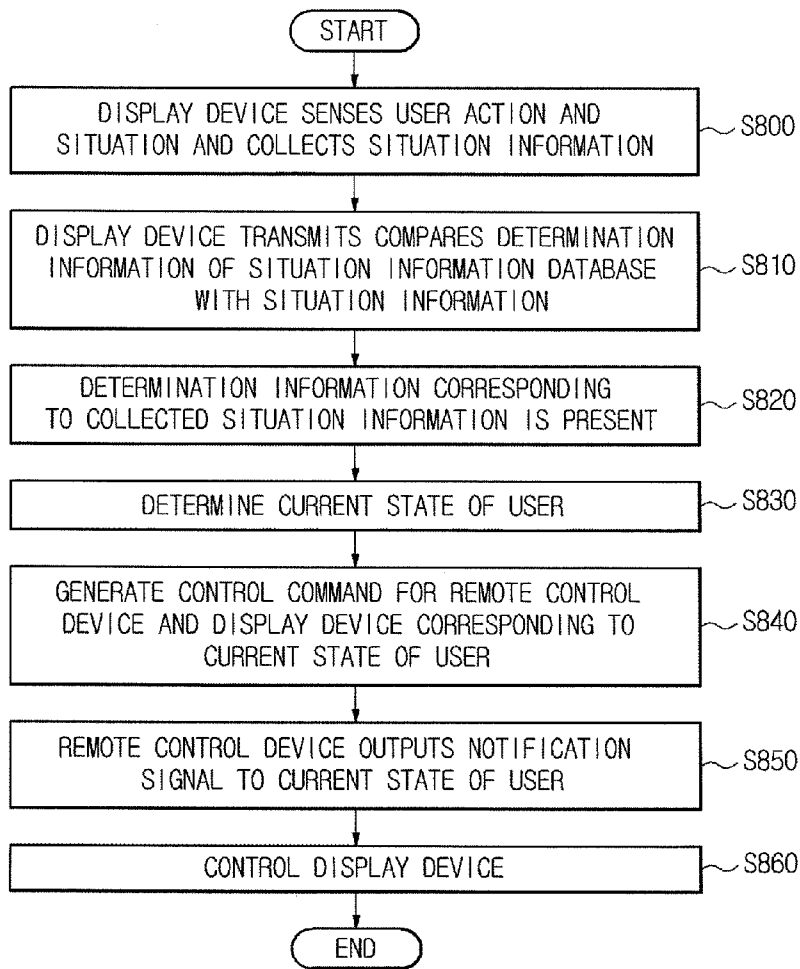 START
DISPLAY DEVICE SENSES USER ACTION AND
SITUATION AND COLLECTS SITUATION INFORMATION
S800
DISPLAY DEVICE TRANSMITS COMPARES DETERMINATION
INFORMATION OF SITUATION INFORMATION DATABASE
WITH SITUATION INFORMATION
S810
DETERMINATION INFORMATION CORRESPONDING
TO COLLECTED SITUATION INFORMATION IS PRESENT
S820
DETERMINE CURRENT STATE OF USER
S830
GENERATE CONTROL COMMAND FOR REMOTE CONTROL
DEVICE AND DISPLAY DEVICE CORRESPONDING TO
CURRENT STATE OF USER
S840
REMOTE CONTROL DEVICE OUTPUTS NOTIFICATION
SIGNAL TO CURRENT STATE OF USER
S850
CONTROL DISPLAY DEVICE
S860
END